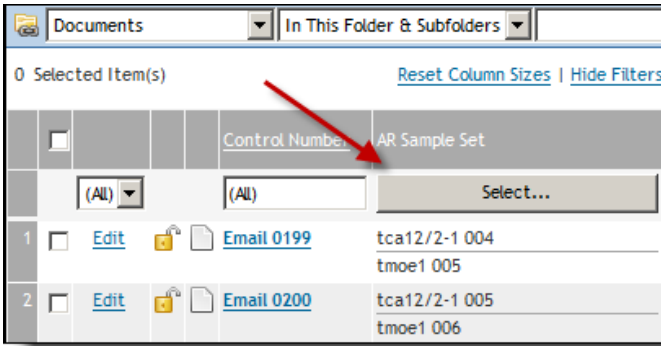 Documents In This Folder & Subfolders
0 Selected Item(s) Reset Column Sizes | Hide Filters
Control Number AR Sample Set
(All) (All) Select...
1 Edit Email 0199 tca12/2-1 004
tmoe1 005
2 Edit Email 0200 tca12/2-1 005
tmoe1 006